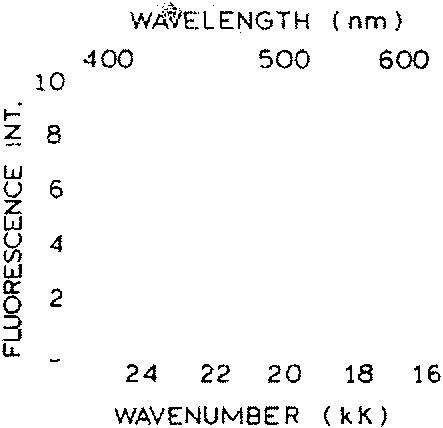 WAVELENGTH (nm)
400 500 600
10
8
6
4
2
-
FLUORESCENCE INT.
24 22 20 18 16
WAVENUMBER (kK)